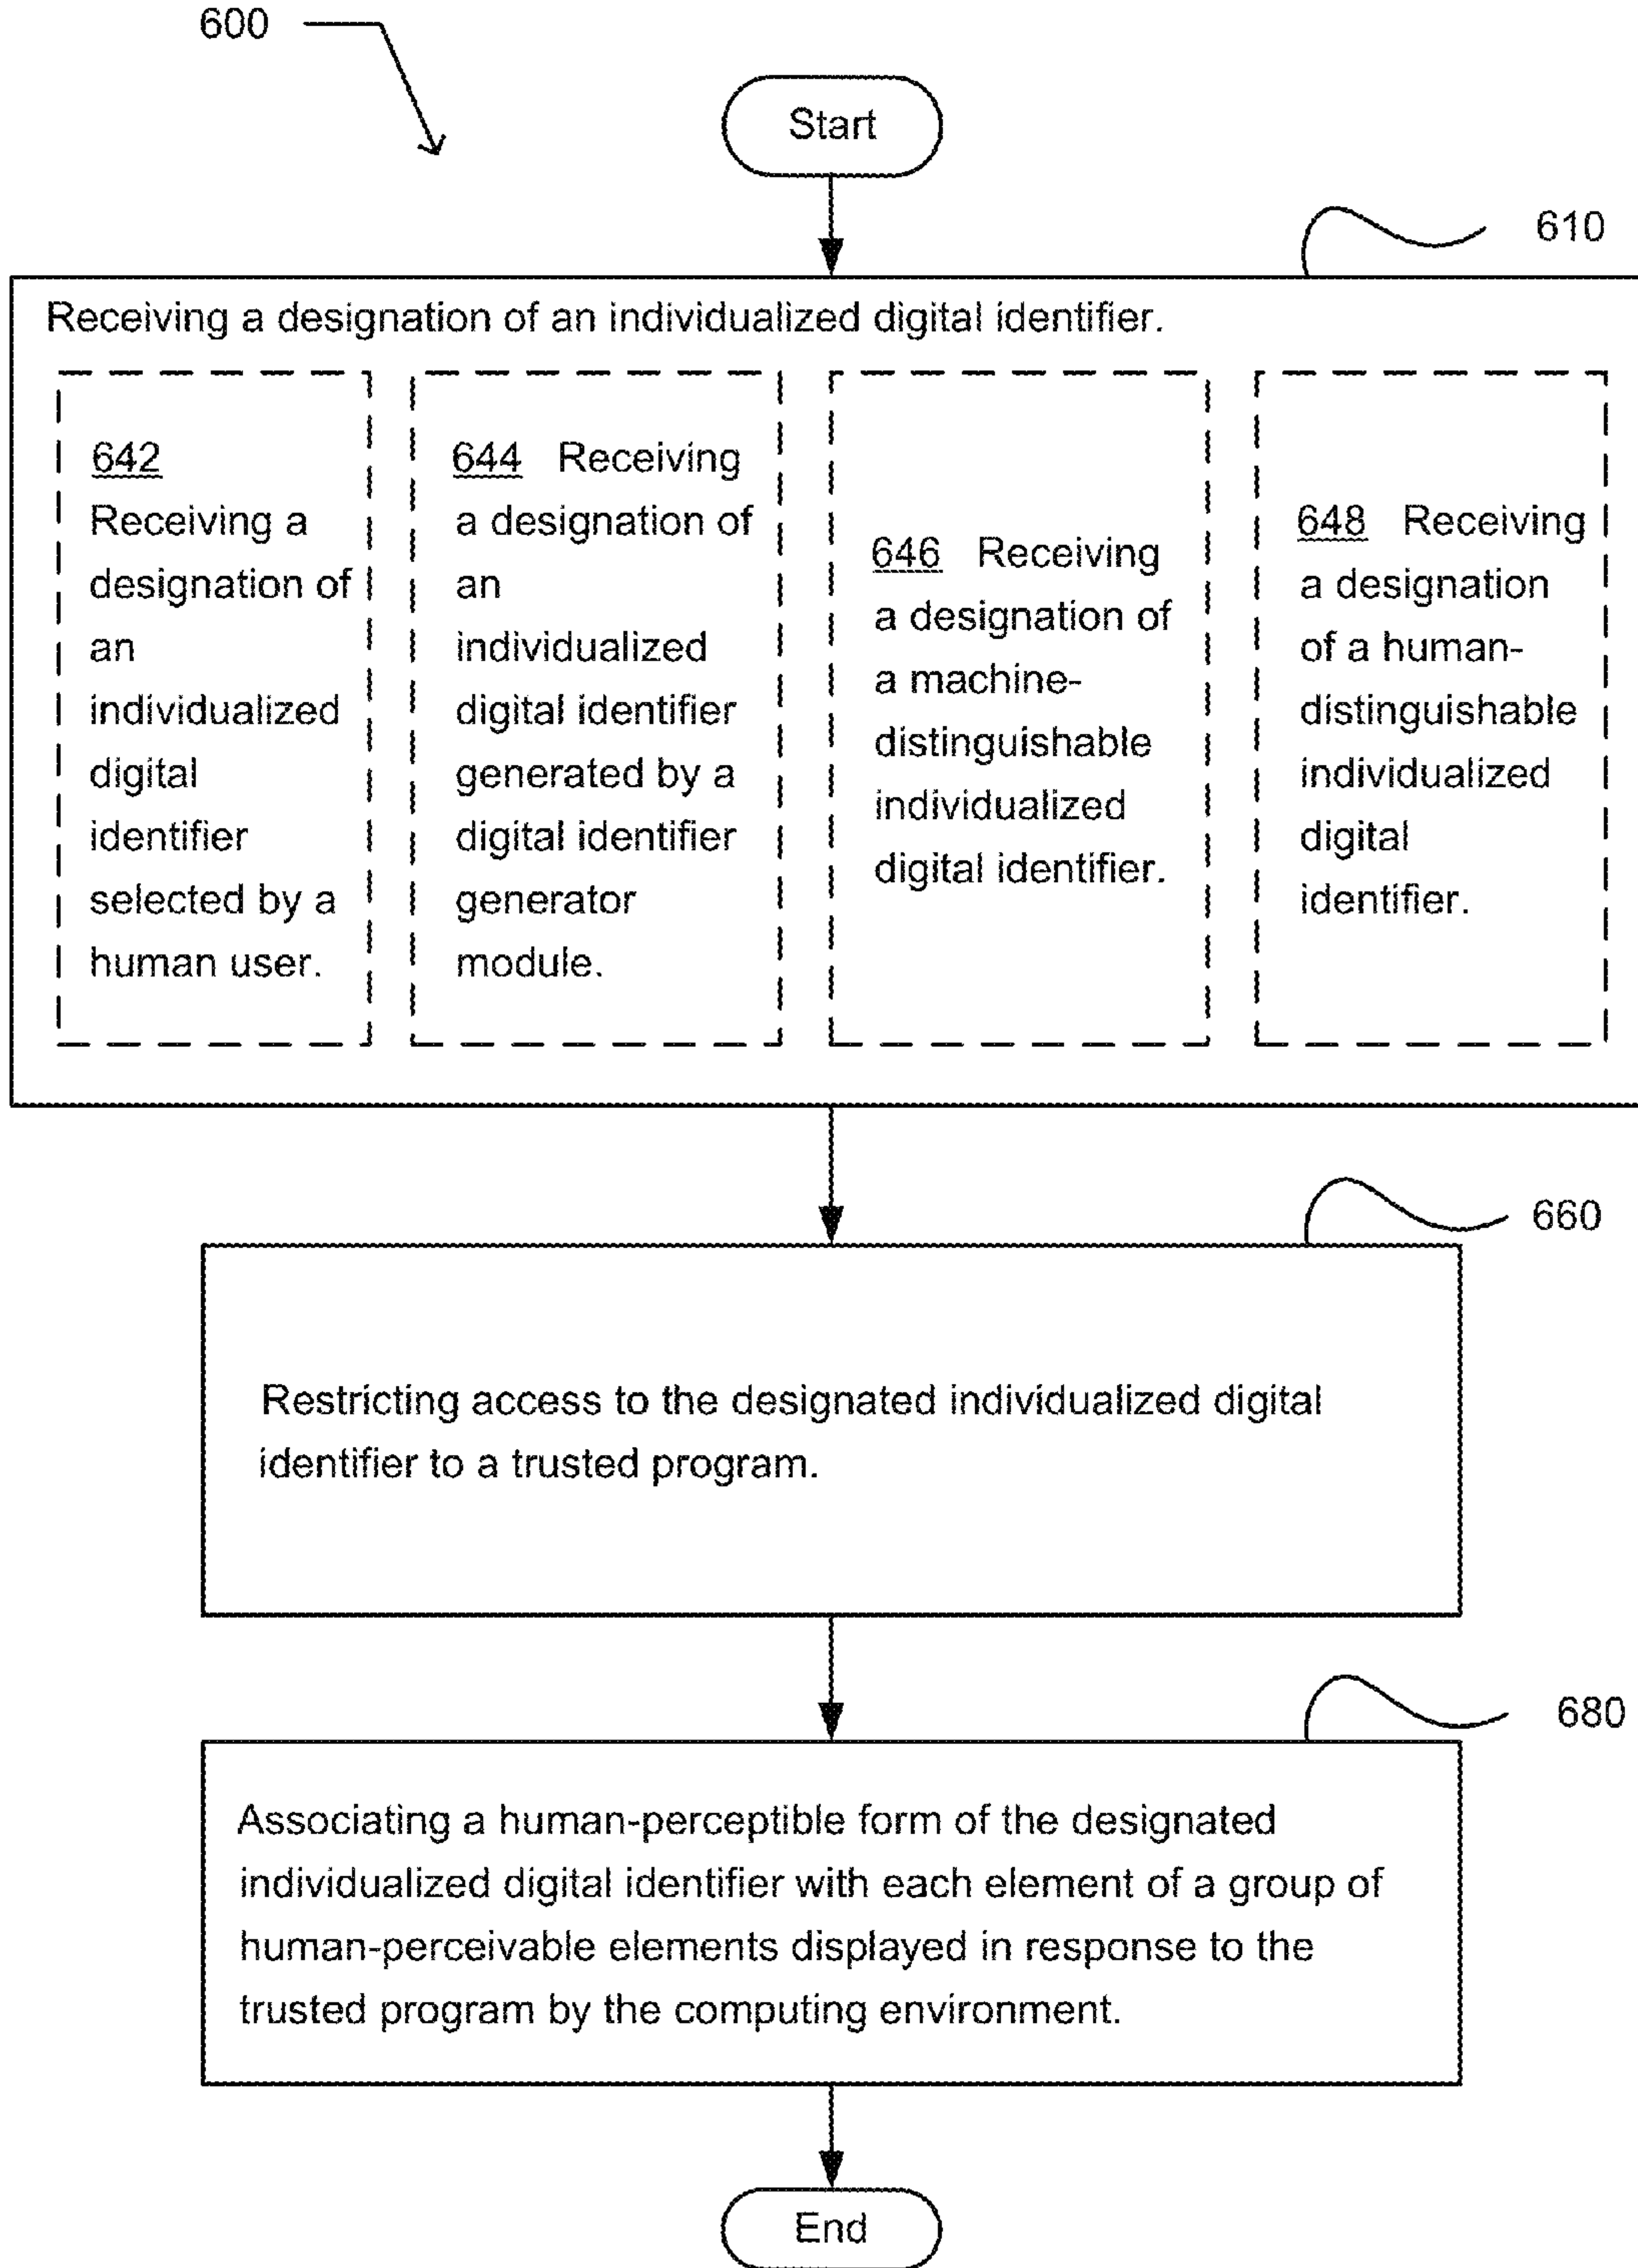 600
Start
610
Receiving a designation of an individualized digital identifier.
642
Receiving a
designation of
an
individualized
digital
identifier
selected by a
human user.
644 Receiving
a designation of
an
individualized
digital identifier
generated by a
digital identifier
generator
module.
646 Receiving
a designation of
a machine-
distinguishable
individualized
digital identifier.
648 Receiving
a designation
of a human-
distinguishable
individualized
digital
identifier.
660
Restricting access to the designated individualized digital
identifier to a trusted program.
680
Associating a human-perceptible form of the designated
individualized digital identifier with each element of a group of
human-perceivable elements displayed in response to the
trusted program by the computing environment.
End